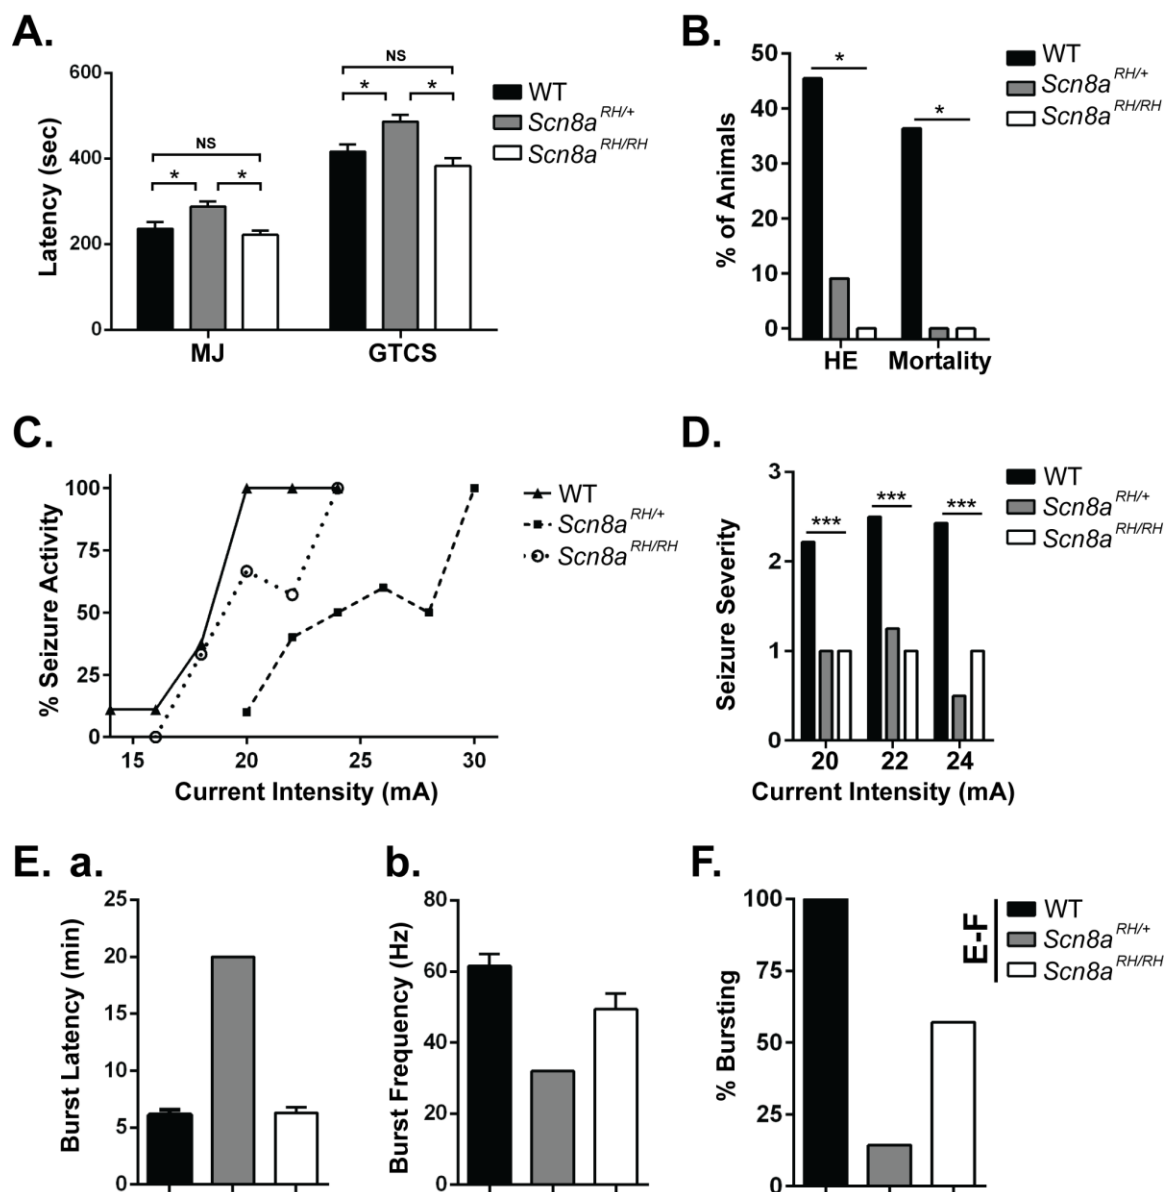 A.
Latency (sec)
600
400
200
0
NS
*
*
NS
*
*
MJ
GTCS
WT
Scn8a RH/+
Scn8a RH/RH
B.
% of Animals
50
40
30
20
10
0
*
*
HE
Mortality
WT
Scn8a RH/+
Scn8a RH/RH
C.
% Seizure Activity
100
75
50
25
0
15
20
25
30
Current Intensity (mA)
WT
Scn8a RH/+
Scn8a RH/RH
D.
Seizure Severity
3
2
1
0
***
***
***
20
22
24
Current Intensity (mA)
WT
Scn8a RH/+
Scn8a RH/RH
E. a.
Burst Latency (min)
25
20
15
10
5
0
b.
Burst Frequency (Hz)
80
60
40
20
0
F.
% Bursting
100
75
50
25
0
E-F
WT
Scn8a RH/+
Scn8a RH/RH